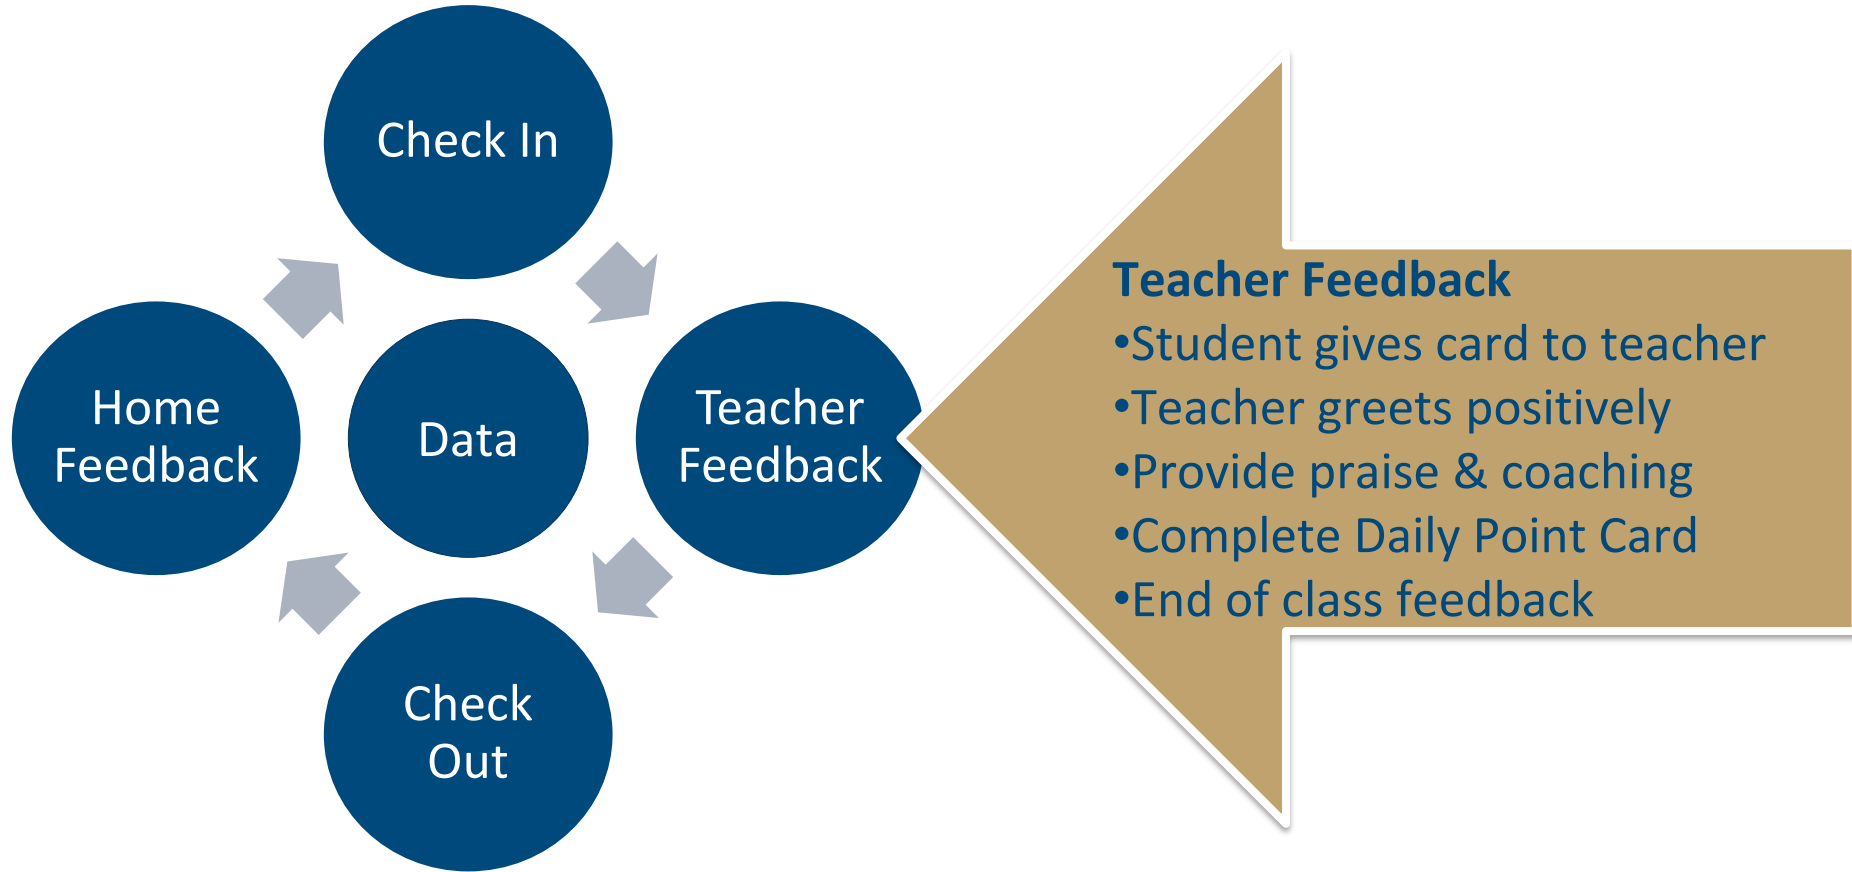 Check In
Home
Feedback
Data
Teacher
Feedback
Check
Out
Teacher Feedback
•Student gives card to teacher
•Teacher greets positively
•Provide praise & coaching
•Complete Daily Point Card
•End of class feedback